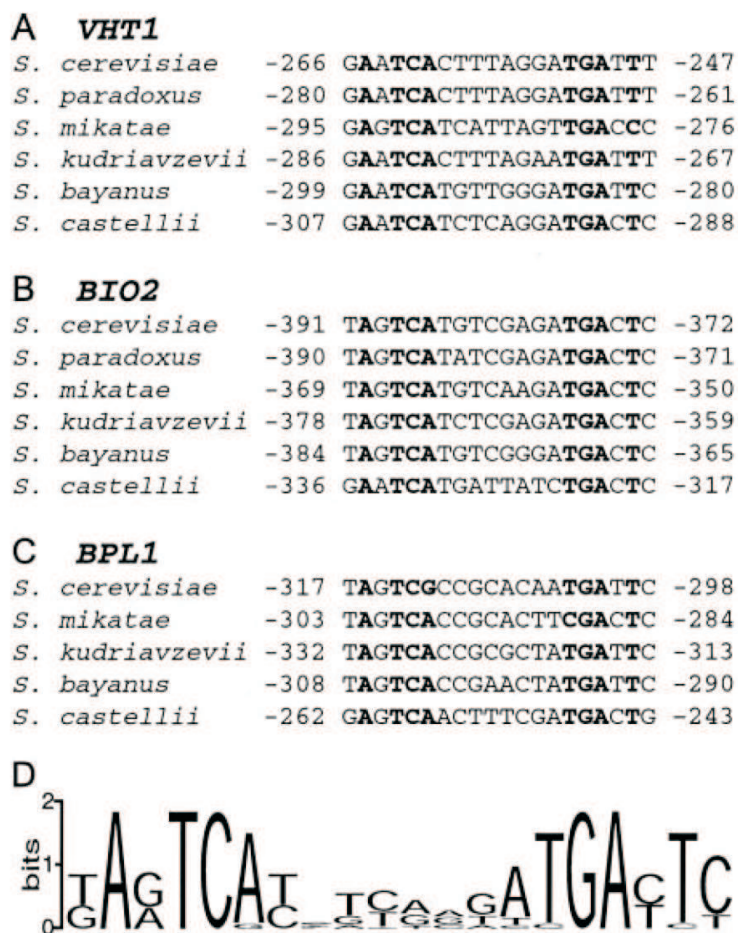 A VHT1
S. cerevisiae -266 GAATCACTTTAGGATGATTT -247
S. paradoxus -280 GAATCACTTTAGGATGATTT -261
S. mikatae -295 GAGTCATCATTAGTTGACCC -276
S. kudriavzevii -286 GAATCACTTTAGAATGATTT -267
S. bayanus -299 GAATCATGTTGGGATGATTC -280
S. castellii -307 GAATCATCTCAGGATGACTC -288
B BIO2
S. cerevisiae -391 TAGTCATGTCGAGATGACTC -372
S. paradoxus -390 TAGTCATATCGAGATGACTC -371
S. mikatae -369 TAGTCATGTCAAGATGACTC -350
S. kudriavzevii -378 TAGTCATCTCGAGATGACTC -359
S. bayanus -384 TAGTCATGTCGGGATGACTC -365
S. castellii -336 GAATCATGATTATCTGACTC -317
C BPL1
S. cerevisiae -317 TAGTCGCCGCACAATGATTC -298
S. mikatae -303 TAGTCACCGCACTTCGACTC -284
S. kudriavzevii -332 TAGTCACCGCGCTATGATTC -313
S. bayanus -308 TAGTCACCGAACTATGATTC -290
S. castellii -262 GAGTCAACTTTCGATGACTG -243
D
2
bits
1
0